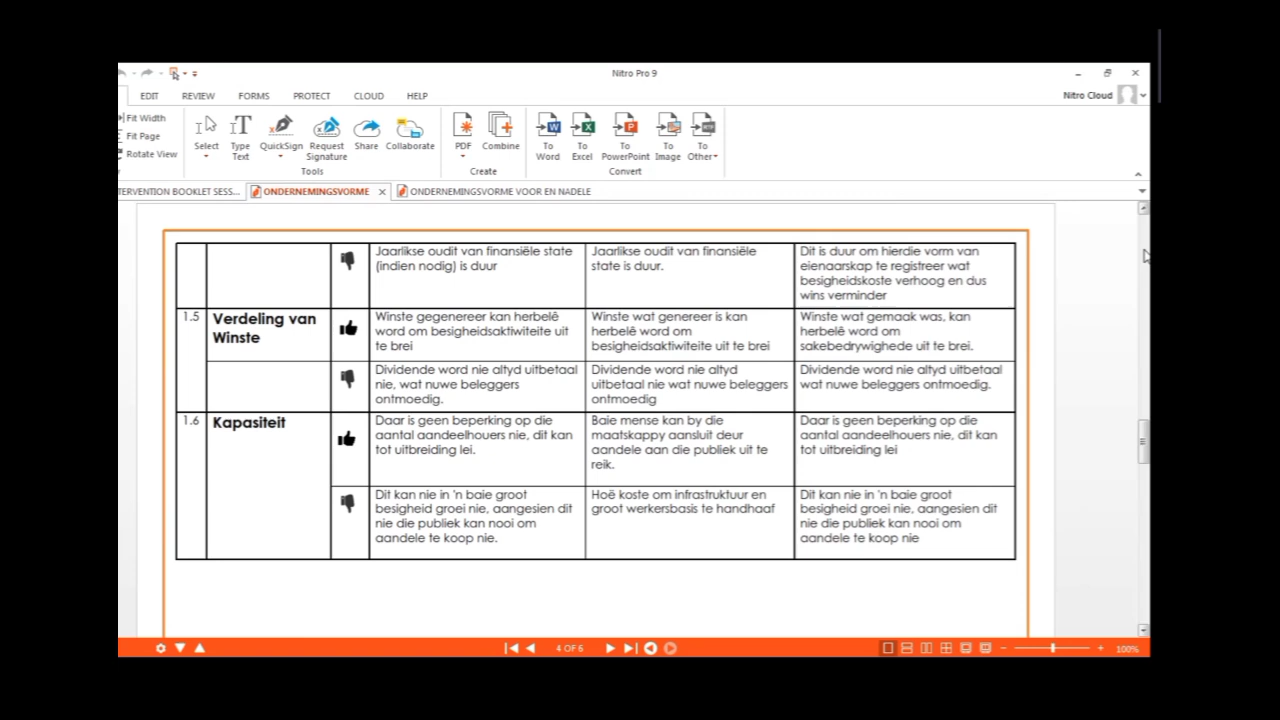 Nitro Pro 9
EDIT REVIEW FORMS PROTECT CLOUD HELP
Nitro Cloud
Fit Width
Fit Page
Rotate View
Select
Type
Text
QuickSign
Request
Signature
Share
Collaborate
Tools
PDF
Combine
Create
To
Word
To
Excel
To
PowerPoint
To
Image
To
Other
Convert
TERVENTION BOOKLET SESS...
ONDERNEMINGSVORME
ONDERNEMINGSVORME VOOR EN NADELE
Jaarlikse oudit van finansiële state
(indien nodig) is duur
Jaarlikse oudit van finansiële
state is duur.
Dit is duur om hierdie vorm van
eienaarskap te registreer wat
besigheidskoste verhoog en dus
wins verminder
1.5
Verdeling van
Winste
Winste gegenereer kan herbelê
word om besigheidsaktiwiteite uit
te brei
Winste wat genereer is kan
herbelê word om
besigheidsaktiwiteite uit te brei
Winste wat gemaak was, kan
herbelê word om
sakebedrywighede uit te brei.
Dividende word nie altyd uitbetaal
nie, wat nuwe beleggers
ontmoedig.
Dividende word nie altyd
uitbetaal nie wat nuwe beleggers
ontmoedig
Dividende word nie altyd uitbetaal
wat nuwe beleggers ontmoedig.
1.6
Kapasiteit
Daar is geen beperking op die
aantal aandeelhouers nie, dit kan
tot uitbreiding lei.
Baie mense kan by die
maatskappy aansluit deur
aandele aan die publiek uit te
reik.
Daar is geen beperking op die
aantal aandeelhouers nie, dit kan
tot uitbreiding lei
Dit kan nie in 'n baie groot
besigheid groei nie, aangesien dit
nie die publiek kan nooi om
aandele te koop nie.
Hoë koste om infrastruktuur en
groot werkersbasis te handhaaf
Dit kan nie in 'n baie groot
besigheid groei nie, aangesien dit
nie die publiek kan nooi om
aandele te koop nie
4 OF 6
100%